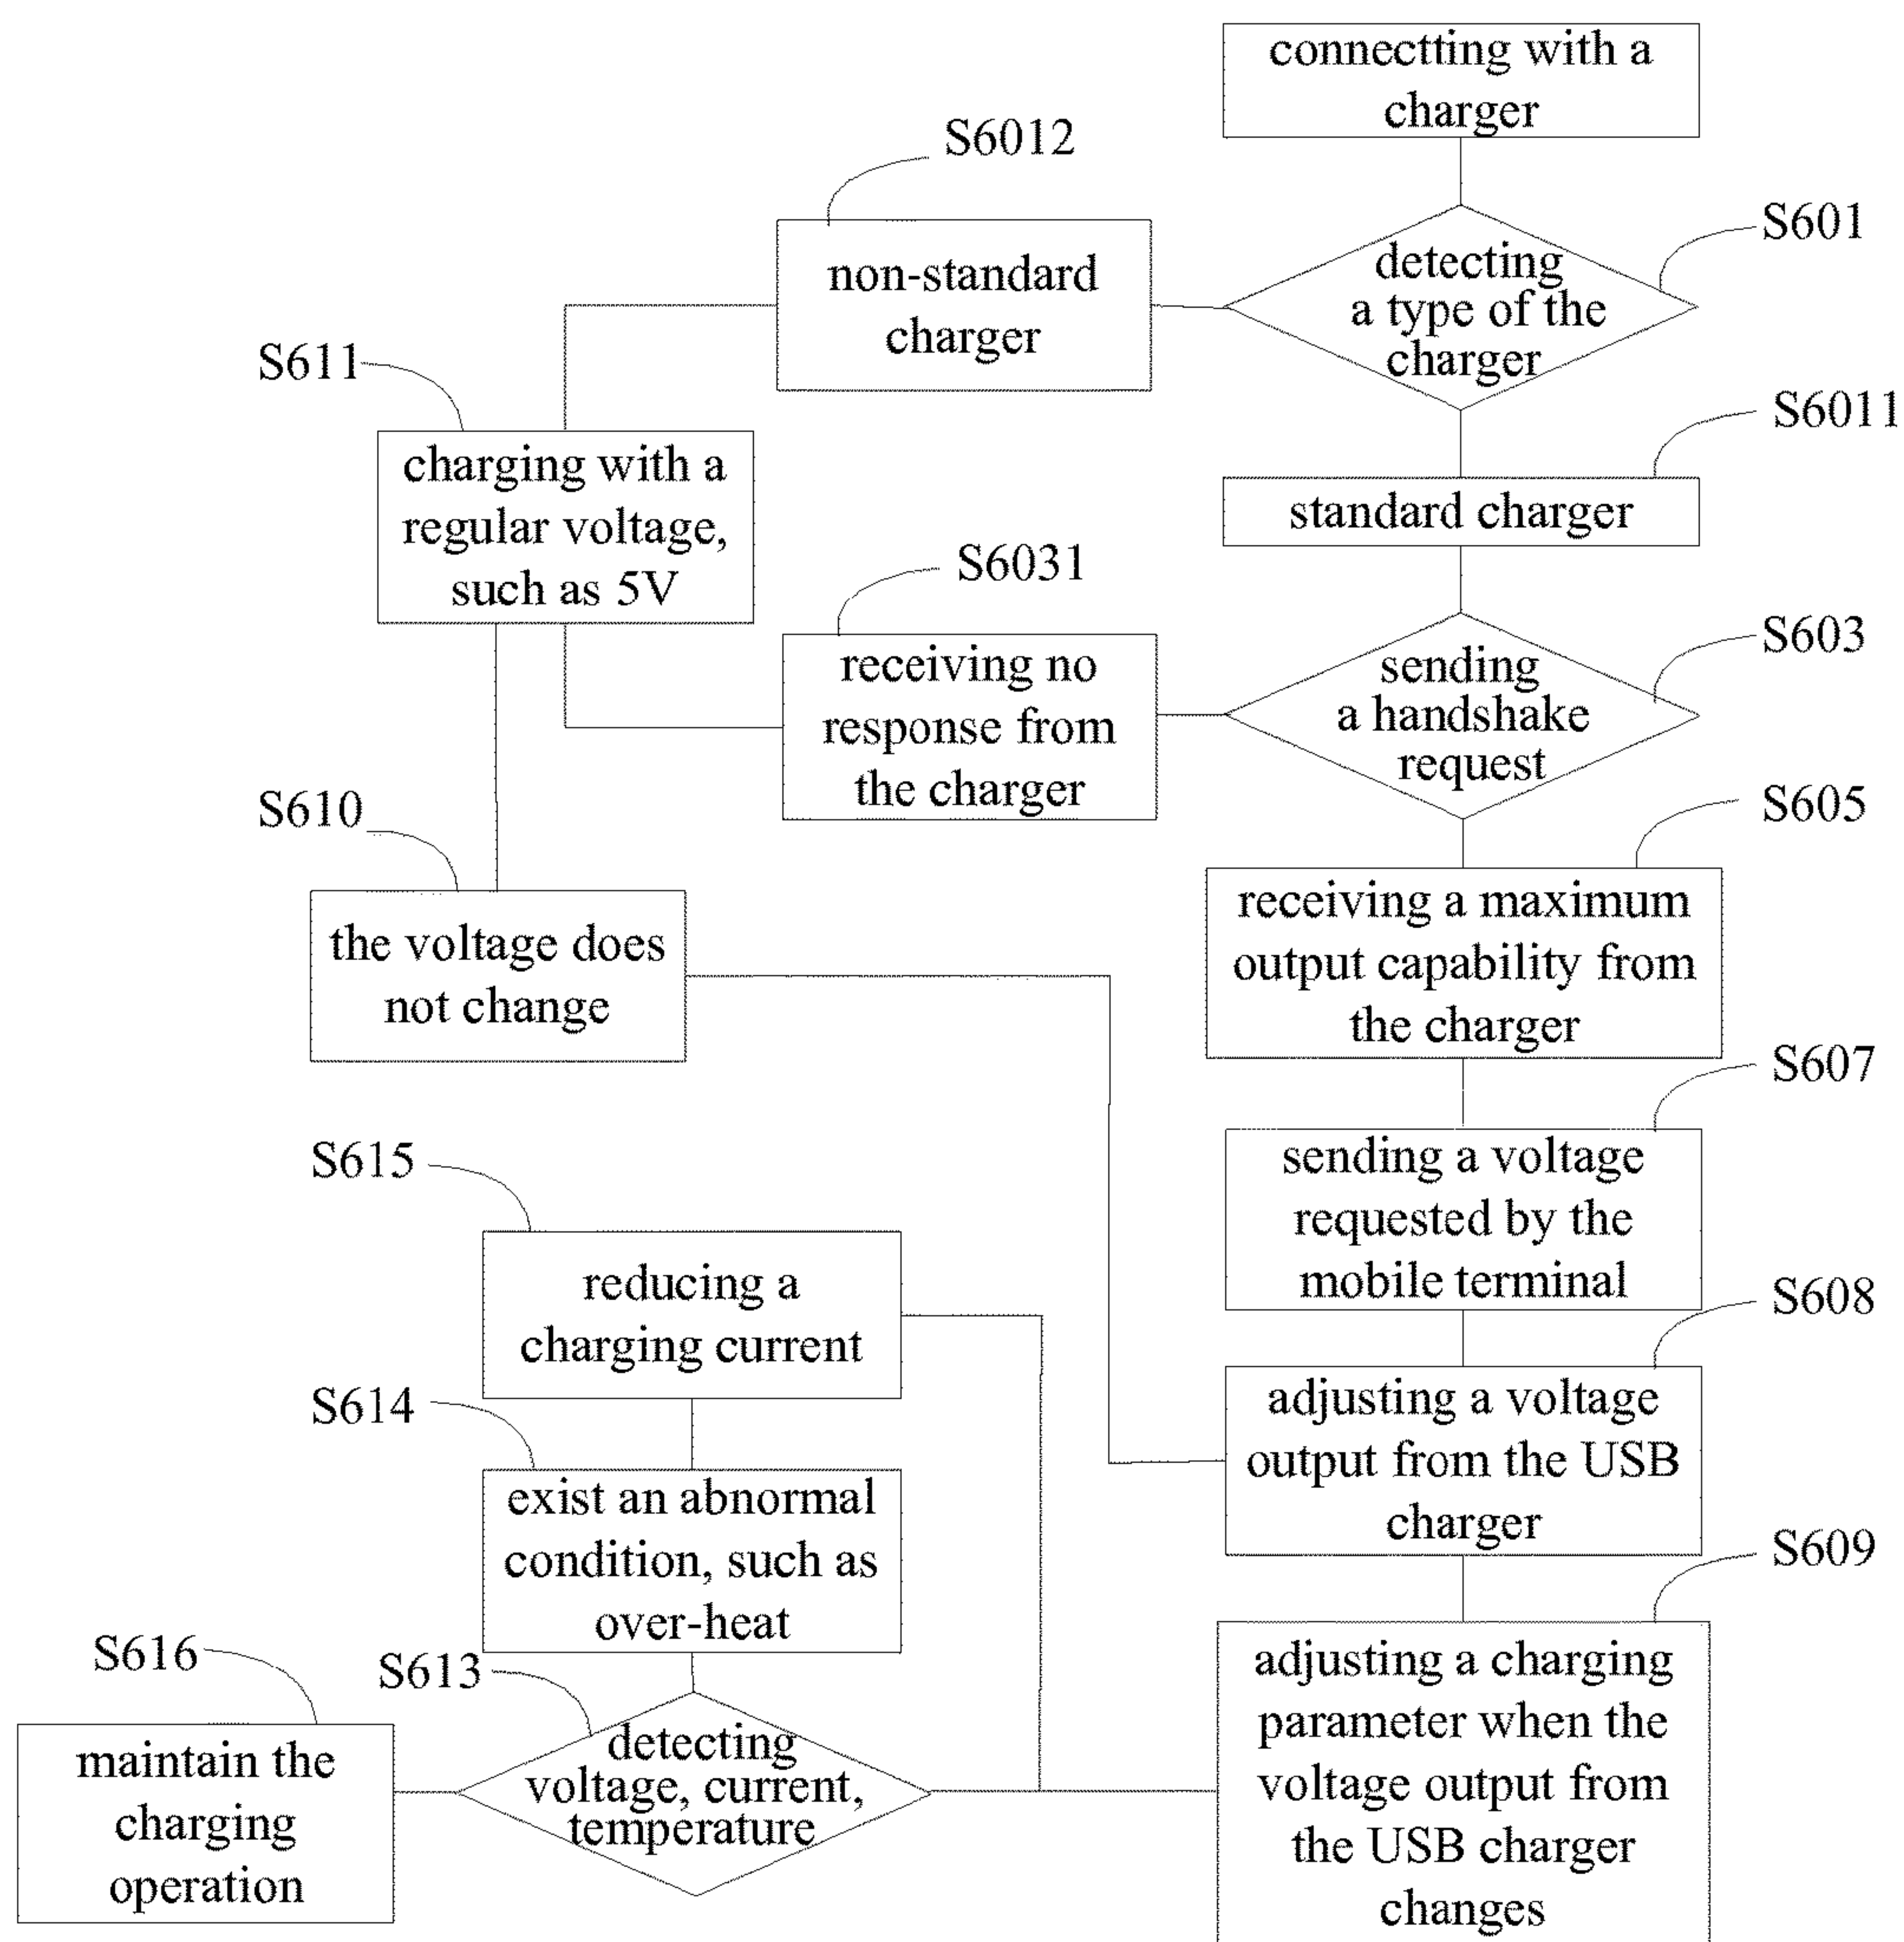 connectting with a
charger
S6012
S601
detecting
a type of the
charger
non-standard
charger
S611
S6011
charging with a
regular voltage,
such as 5V
standard charger
S6031
S603
receiving no
response from
the charger
sending
a handshake
request
S610
S605
the voltage does
not change
receiving a maximum
output capability from
the charger
S607
S615
sending a voltage
requested by the
mobile terminal
S608
reducing a
charging current
S614
adjusting a voltage
output from the USB
charger
exist an abnormal
condition, such as
over-heat
S609
S616
S613
adjusting a charging
parameter when the
voltage output from
the USB charger
changes
detecting
voltage, current,
temperature
maintain the
charging
operation